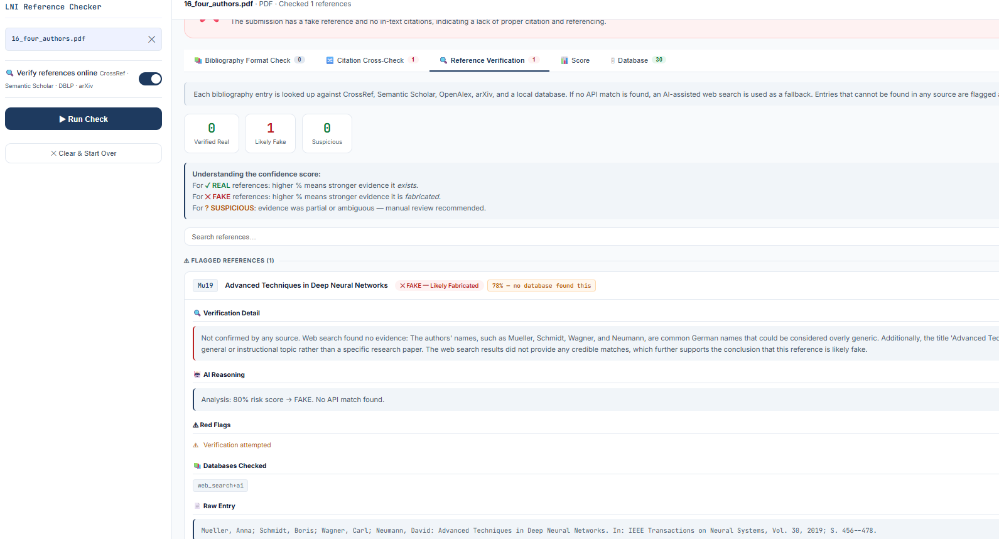 LNI Reference Checker
16_four_authors.pdf
Verify references online CrossRef ·
Semantic Scholar · DBLP · arXiv
Run Check
Clear & Start Over
16_four_authors.pdf · PDF · Checked 1 references
The submission has a fake reference and no in-text citations, indicating a lack of proper citation and referencing.
Bibliography Format Check 0 Citation Cross-Check 1 Reference Verification 1 Score Database 30
Each bibliography entry is looked up against CrossRef, Semantic Scholar, OpenAlex, arXiv, and a local database. If no API match is found, an AI-assisted web search is used as a fallback. Entries that cannot be found in any source are flagged
0 1 0
Verified Real Likely Fake Suspicious
Understanding the confidence score:
For ✓ REAL references: higher % means stronger evidence it exists.
For ✕ FAKE references: higher % means stronger evidence it is fabricated.
For ? SUSPICIOUS: evidence was partial or ambiguous — manual review recommended.
Search references...
⚠ FLAGGED REFERENCES (1)
Mu19 Advanced Techniques in Deep Neural Networks ✕ FAKE — Likely Fabricated 78% — no database found this
Verification Detail
Not confirmed by any source. Web search found no evidence: The authors' names, such as Mueller, Schmidt, Wagner, and Neumann, are common German names that could be considered overly generic. Additionally, the title 'Advanced Tec
general or instructional topic rather than a specific research paper. The web search results did not provide any credible matches, which further supports the conclusion that this reference is likely fake.
AI Reasoning
Analysis: 80% risk score → FAKE. No API match found.
⚠ Red Flags
⚠ Verification attempted
Databases Checked
web_search+ai
Raw Entry
Mueller, Anna; Schmidt, Boris; Wagner, Carl; Neumann, David: Advanced Techniques in Deep Neural Networks. In: IEEE Transactions on Neural Systems, Vol. 30, 2019; S. 456--478.